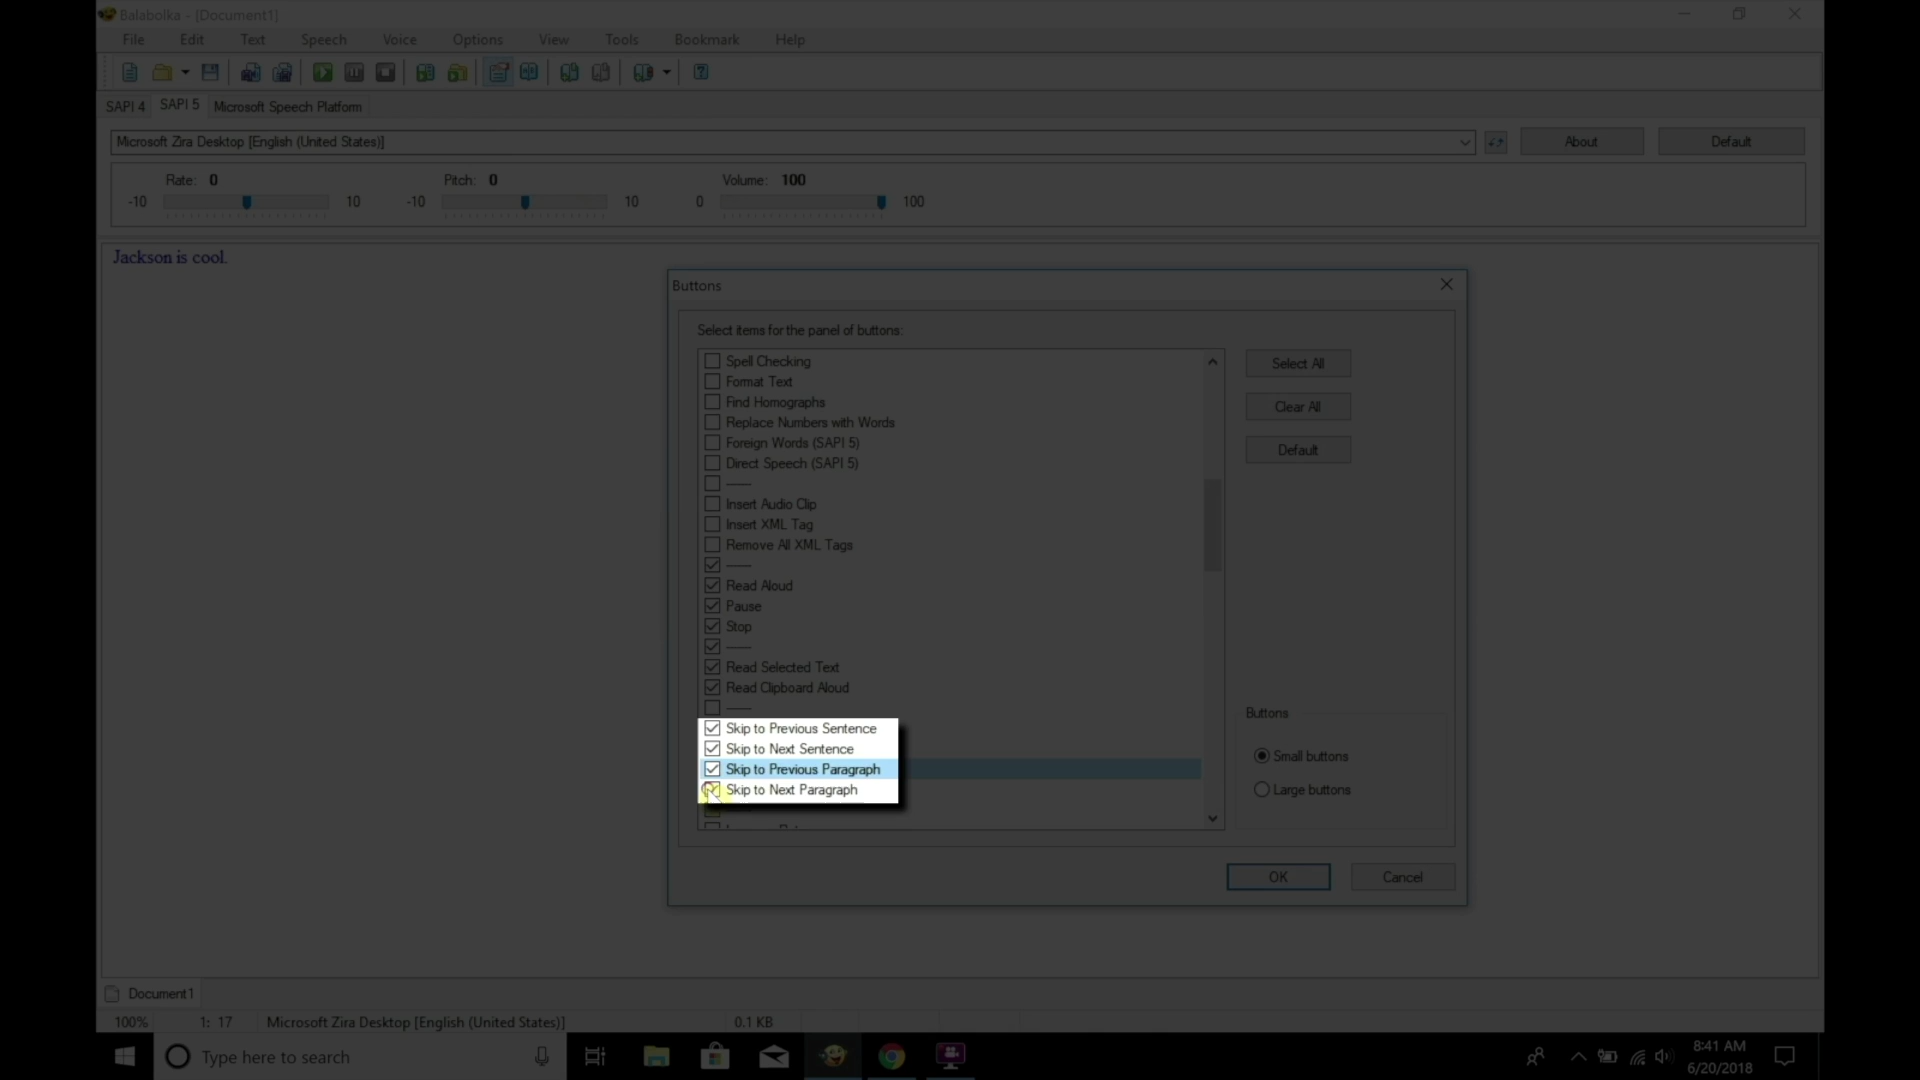 Balabolka - [Document1]
File Edit Text Speech Voice Options View Tools Bookmark Help
SAPI 4 SAPI 5 Microsoft Speech Platform
Microsoft Zira Desktop [English (United States)] About Default
Rate: 0 Pitch: 0 Volume: 100
-10 10 -10 10 0 100
Jackson is cool.
Buttons
Select items for the panel of buttons:
Spell Checking
Format Text
Find Homographs
Replace Numbers with Words
Foreign Words (SAPI 5)
Direct Speech (SAPI 5)
Insert Audio Clip
Insert XML Tag
Remove All XML Tags
Read Aloud
Pause
Stop
Read Selected Text
Read Clipboard Aloud
Skip to Previous Sentence
Skip to Next Sentence
Skip to Previous Paragraph
Skip to Next Paragraph
Select All
Clear All
Default
Buttons
Small buttons
Large buttons
OK Cancel
Document1
100% 1: 17 Microsoft Zira Desktop [English (United States)] 0.1 KB
Type here to search
8:41 AM
6/20/2018